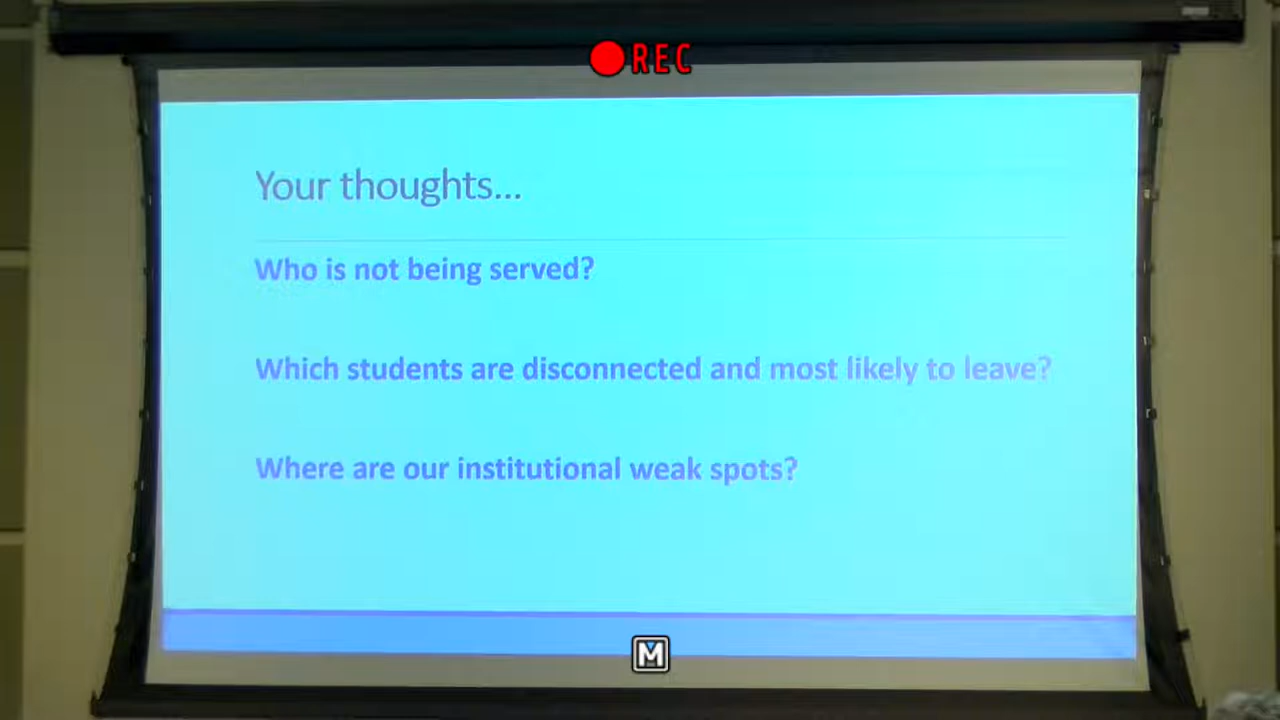 REC
Your thoughts...
Who is not being served?
Which students are disconnected and most likely to leave?
Where are our institutional weak spots?
M